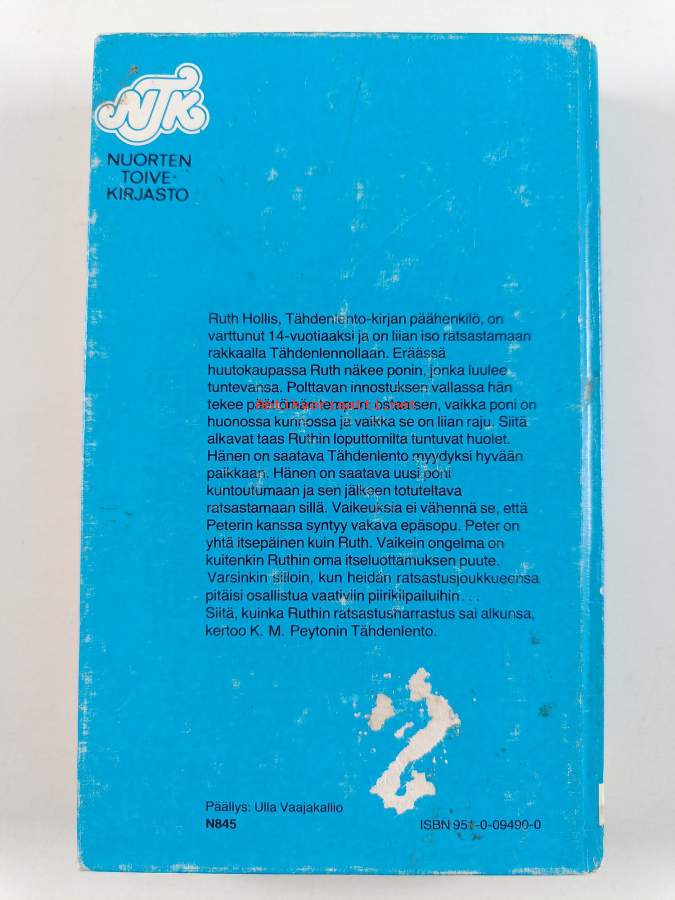 NTK
NUORTEN
TOIVE-
KIRJASTO
Ruth Hollis, Tähdenlento-kirjan päähenkilö, on
varttunut 14-vuotiaaksi ja on liian iso ratsastamaan
rakkaalla Tähdenlennollaan. Eräässä
huutokaupassa Ruth näkee ponin, jonka luulee
tuntevansa. Polttavan innostuksen vallassa hän
tekee ostamisen, vaikka poni on
huonossa kunnossa ja vaikka se on liian raju. Siitä
alkavat taas Ruthin loputtomilta tuntuvat huolet.
Hänen on saatava Tähdenlento myydyksi hyvään
paikkaan. Hänen on saatava uusi poni
kuntoutumaan ja sen jälkeen totuteltava
ratsastamaan sillä. Vaikeuksia ei vähennä se, että
Peterin kanssa syntyy vakava epäsopu. Peter on
yhtä itsepäinen kuin Ruth. Vaikein ongelma on
kuitenkin Ruthin oma itseluottamuksen puute.
Varsinkin silloin, kun heidän ratsastusjoukkueensa
pitäisi osallistua vaativiin piirikilpailuihin...
Siitä, kuinka Ruthin ratsastusharrastus sai alkunsa,
kertoo K. M. Peytonin Tähdenlento.
Päällys: Ulla Vaajakallio
N845 ISBN 951-0-09490-0